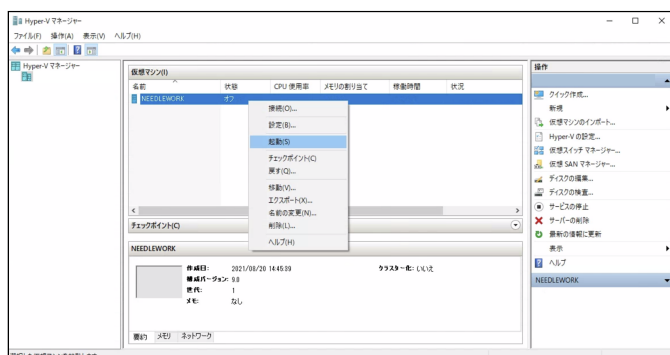 Hyper-V マネージャー
ファイル(F) 操作(A) 表示(V) ヘルプ(H)
Hyper-V マネージャー
仮想マシン(I)
名前 状態 CPU 使用率 メモリの割り当て 稼働時間 状況
NEEDLEWORK オフ
接続(O)...
設定(B)...
起動(S)
チェックポイント(C)
戻す(Q)...
移動(V)...
エクスポート(X)...
名前の変更(N)...
削除(L)...
ヘルプ(H)
チェックポイント(C)
NEEDLEWORK
作成日: 2021/08/20 14:45:39 クラスター化: いいえ
構成バージョン: 9.0
世代: 1
メモ: なし
要約 メモリ ネットワーク
操作
クイック作成...
新規
仮想マシンのインポート...
Hyper-V の設定...
仮想スイッチ マネージャー...
仮想 SAN マネージャー...
ディスクの編集...
ディスクの検査...
サービスの停止
サーバーの削除
最新の情報に更新
表示
ヘルプ
NEEDLEWORK